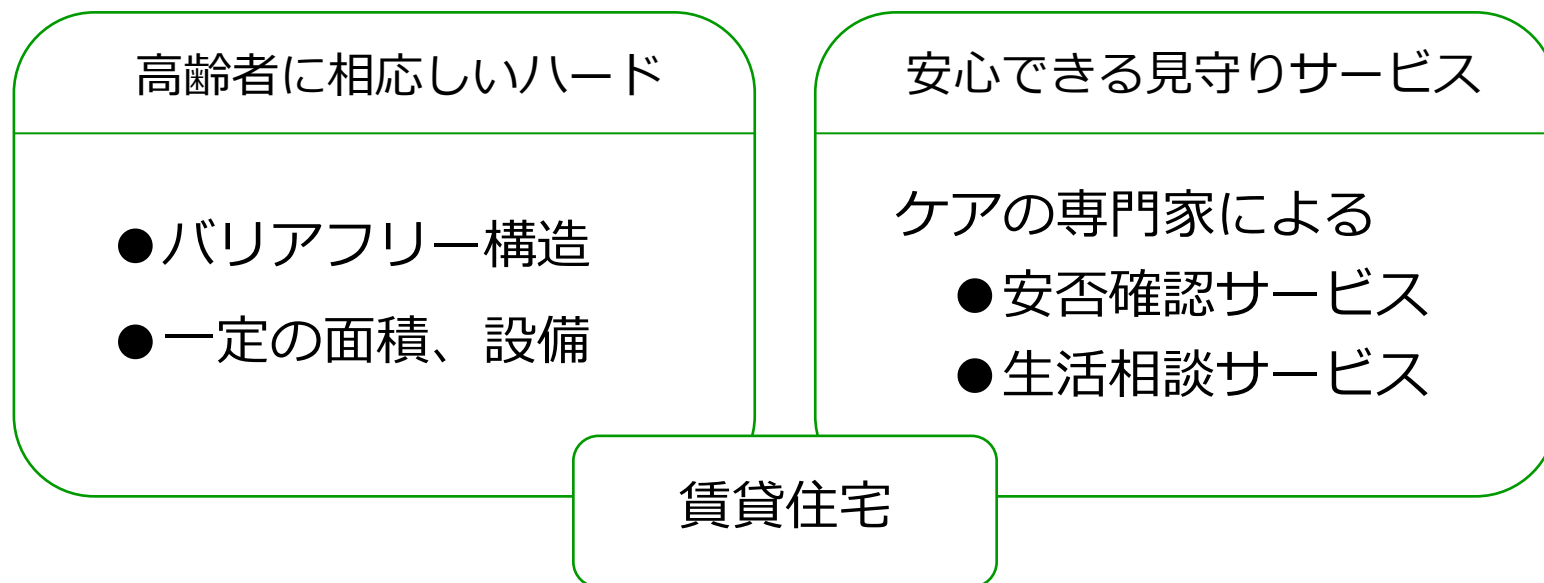 高齢者に相応しいハード
●バリアフリー構造
●一定の面積、設備
安心できる見守りサービス
ケアの専門家による
●安否確認サービス
●生活相談サービス
賃貸住宅